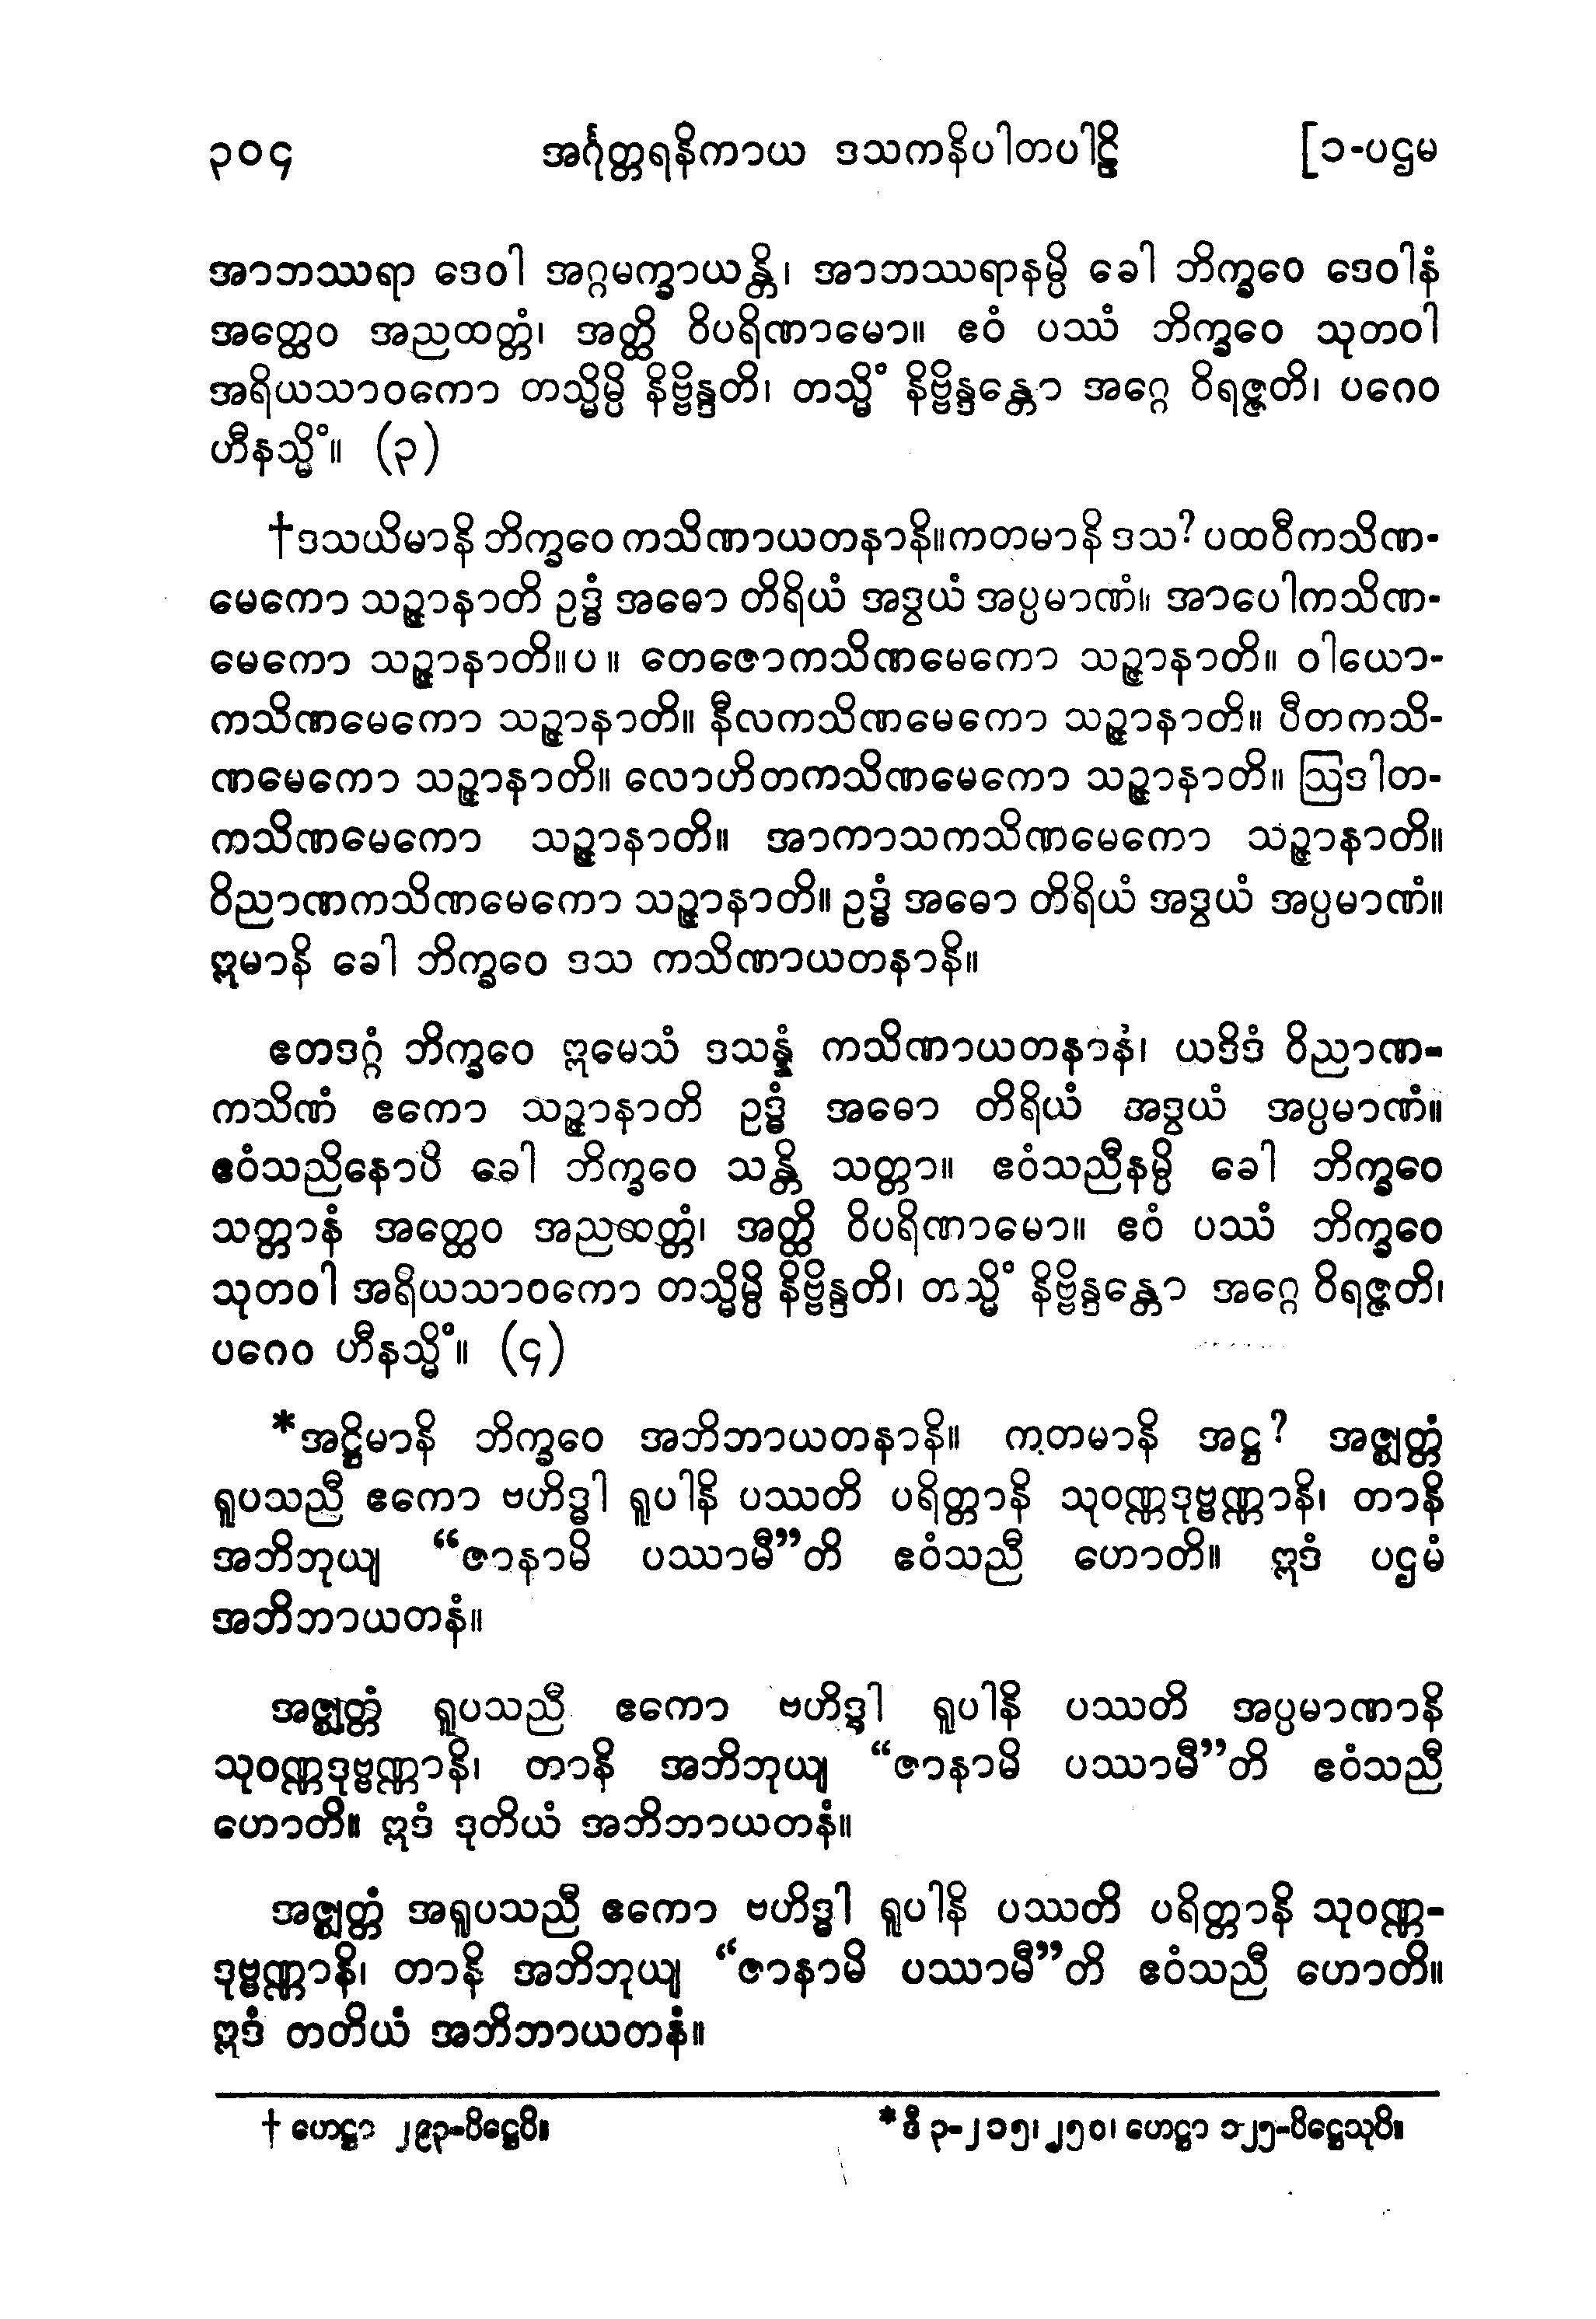 ၃၀၄ အင်္ဂုတ္တရနိကာယ ဒသကနိပါတပါဠိ [၁-ပဌမ
အာဘဿရာ ဒေဝါ အဂ္ဂမက္ခာယန္တိ၊ အာဘဿရာနမ္ပိ ခေါ ဘိက္ခဝေ ဒေဝါနံ
အတ္ထေဝ အညထတ္တံ၊ အတ္ထိ ဝိပရိဏာမော။ ဧဝံ ပဿံ ဘိက္ခဝေ သုတဝါ
အရိယသာဝကော တသ္မိမ္ပိ နိဗ္ဗိန္ဒတိ၊ တသ္မိံ နိဗ္ဗိန္ဒန္တော အဂ္ဂေ ဝိရဇ္ဇတိ၊ ပဂေဝ
ဟီနသ္မိံ။ (၃)
†ဒသယိမာနိ ဘိက္ခဝေ ကသိဏာယတနာနိ။ ကတမာနိ ဒသ? ပထဝီကသိဏ-
မေကော သဉ္ဇာနာတိ ဥဒ္ဓံ အဓော တိရိယံ အဒွယံ အပ္ပမာဏံ။ အာပေါကသိဏ-
မေကော သဉ္ဇာနာတိ။ပ။ တေဇောကသိဏမေကော သဉ္ဇာနာတိ။ ဝါယော-
ကသိဏမေကော သဉ္ဇာနာတိ။ နီလကသိဏမေကော သဉ္ဇာနာတိ။ ပီတကသိ-
ဏမေကော သဉ္ဇာနာတိ။ လောဟိတကသိဏမေကော သဉ္ဇာနာတိ။ ဩဒါတ-
ကသိဏမေကော သဉ္ဇာနာတိ။ အာကာသကသိဏမေကော သဉ္ဇာနာတိ။
ဝိညာဏကသိဏမေကော သဉ္ဇာနာတိ။ ဥဒ္ဓံ အဓော တိရိယံ အဒွယံ အပ္ပမာဏံ။
ဣမာနိ ခေါ ဘိက္ခဝေ ဒသ ကသိဏာယတနာနိ။
ဧတဒဂ္ဂံ ဘိက္ခဝေ ဣမေသံ ဒသန္နံ ကသိဏာယတနာနံ၊ ယဒိဒံ ဝိညာဏ-
ကသိဏံ ဧကော သဉ္ဇာနာတိ ဥဒ္ဓံ အဓော တိရိယံ အဒွယံ အပ္ပမာဏံ။
ဧဝံသညိနောပိ ခေါ ဘိက္ခဝေ သန္တိ သတ္တာ။ ဧဝံသညီနမ္ပိ ခေါ ဘိက္ခဝေ
သတ္တာနံ အတ္ထေဝ အညထတ္တံ၊ အတ္ထိ ဝိပရိဏာမော။ ဧဝံ ပဿံ ဘိက္ခဝေ
သုတဝါ အရိယသာဝကော တသ္မိမ္ပိ နိဗ္ဗိန္ဒတိ၊ တသ္မိံ နိဗ္ဗိန္ဒန္တော အဂ္ဂေ ဝိရဇ္ဇတိ၊
ပဂေဝ ဟီနသ္မိံ။ (၄)
*အဋ္ဌိမာနိ ဘိက္ခဝေ အဘိဘာယတနာနိ။ ကတမာနိ အဋ္ဌ? အဇ္ဈတ္တံ
ရူပသညီ ဧကော ဗဟိဒ္ဓါ ရူပါနိ ပဿတိ ပရိတ္တာနိ သုဝဏ္ဏဒုဗ္ဗဏ္ဏာနိ၊ တာနိ
အဘိဘုယျ “ဇာနာမိ ပဿာမီ”တိ ဧဝံသညီ ဟောတိ။ ဣဒံ ပဌမံ
အဘိဘာယတနံ။
အဇ္ဈတ္တံ ရူပသညီ ဧကော ဗဟိဒ္ဓါ ရူပါနိ ပဿတိ အပ္ပမာဏာနိ
သုဝဏ္ဏဒုဗ္ဗဏ္ဏာနိ၊ တာနိ အဘိဘုယျ “ဇာနာမိ ပဿာမီ”တိ ဧဝံသညီ
ဟောတိ။ ဣဒံ ဒုတိယံ အဘိဘာယတနံ။
အဇ္ဈတ္တံ အရူပသညီ ဧကော ဗဟိဒ္ဓါ ရူပါနိ ပဿတိ ပရိတ္တာနိ သုဝဏ္ဏ-
ဒုဗ္ဗဏ္ဏာနိ၊ တာနိ အဘိဘုယျ “ဇာနာမိ ပဿာမီ”တိ ဧဝံသညီ ဟောတိ။
ဣဒံ တတိယံ အဘိဘာယတနံ။
† ဟေဋ္ဌာ ၂၉၃-ပိဋ္ဌေပိ။ * ဒီ ၃-၂၁၅၊ ၂၅၀၊ ဟေဋ္ဌာ ၁၂၅-ပိဋ္ဌေသုပိ။